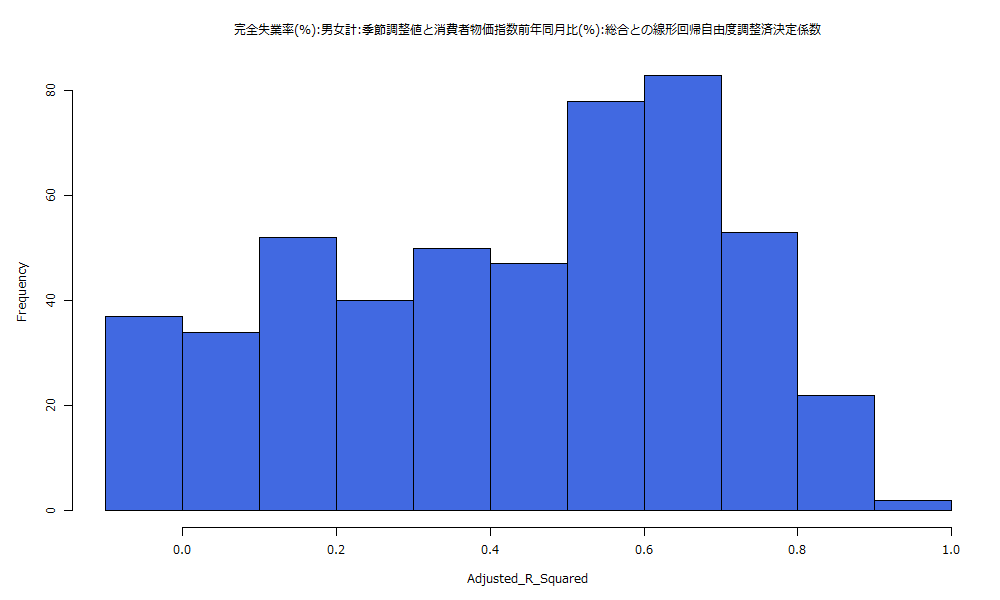 完全失業率(%):男女計:季節調整値と消費者物価指数前年同月比(%):総合との線形回帰自由度調整済決定係数
Frequency
80
60
40
20
0
0.0 0.2 0.4 0.6 0.8 1.0
Adjusted_R_Squared